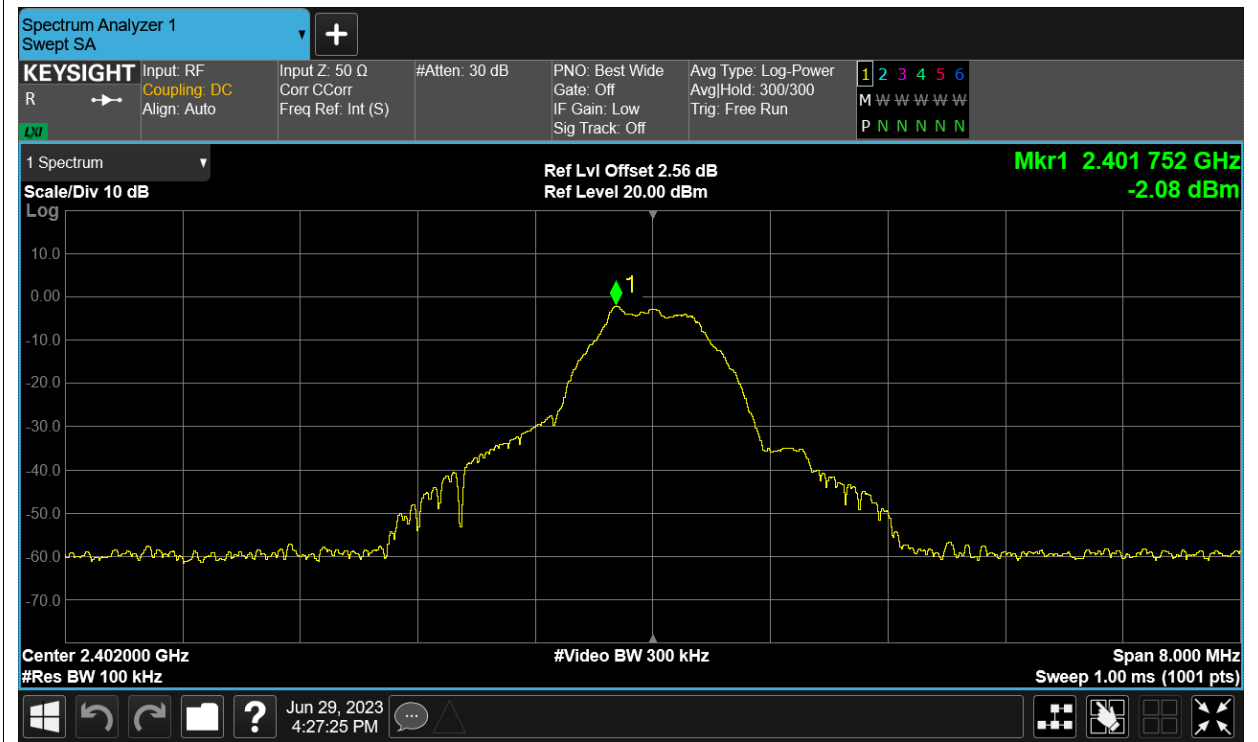 Spectrum Analyzer 1
Swept SA
+
KEYSIGHT
R
LXI
Input: RF
Coupling: DC
Align: Auto
Input Z: 50 Ω
Corr CCorr
Freq Ref: Int (S)
#Atten: 30 dB
PNO: Best Wide
Gate: Off
IF Gain: Low
Sig Track: Off
Avg Type: Log-Power
Avg|Hold: 300/300
Trig: Free Run
1 2 3 4 5 6
M W W W W W
P N N N N N
1 Spectrum
Scale/Div 10 dB
Ref Lvl Offset 2.56 dB
Ref Level 20.00 dBm
Mkr1 2.401 752 GHz
-2.08 dBm
Log
10.0
0.00
-10.0
-20.0
-30.0
-40.0
-50.0
-60.0
-70.0
1
Center 2.402000 GHz
#Res BW 100 kHz
#Video BW 300 kHz
Span 8.000 MHz
Sweep 1.00 ms (1001 pts)
?
Jun 29, 2023
4:27:25 PM